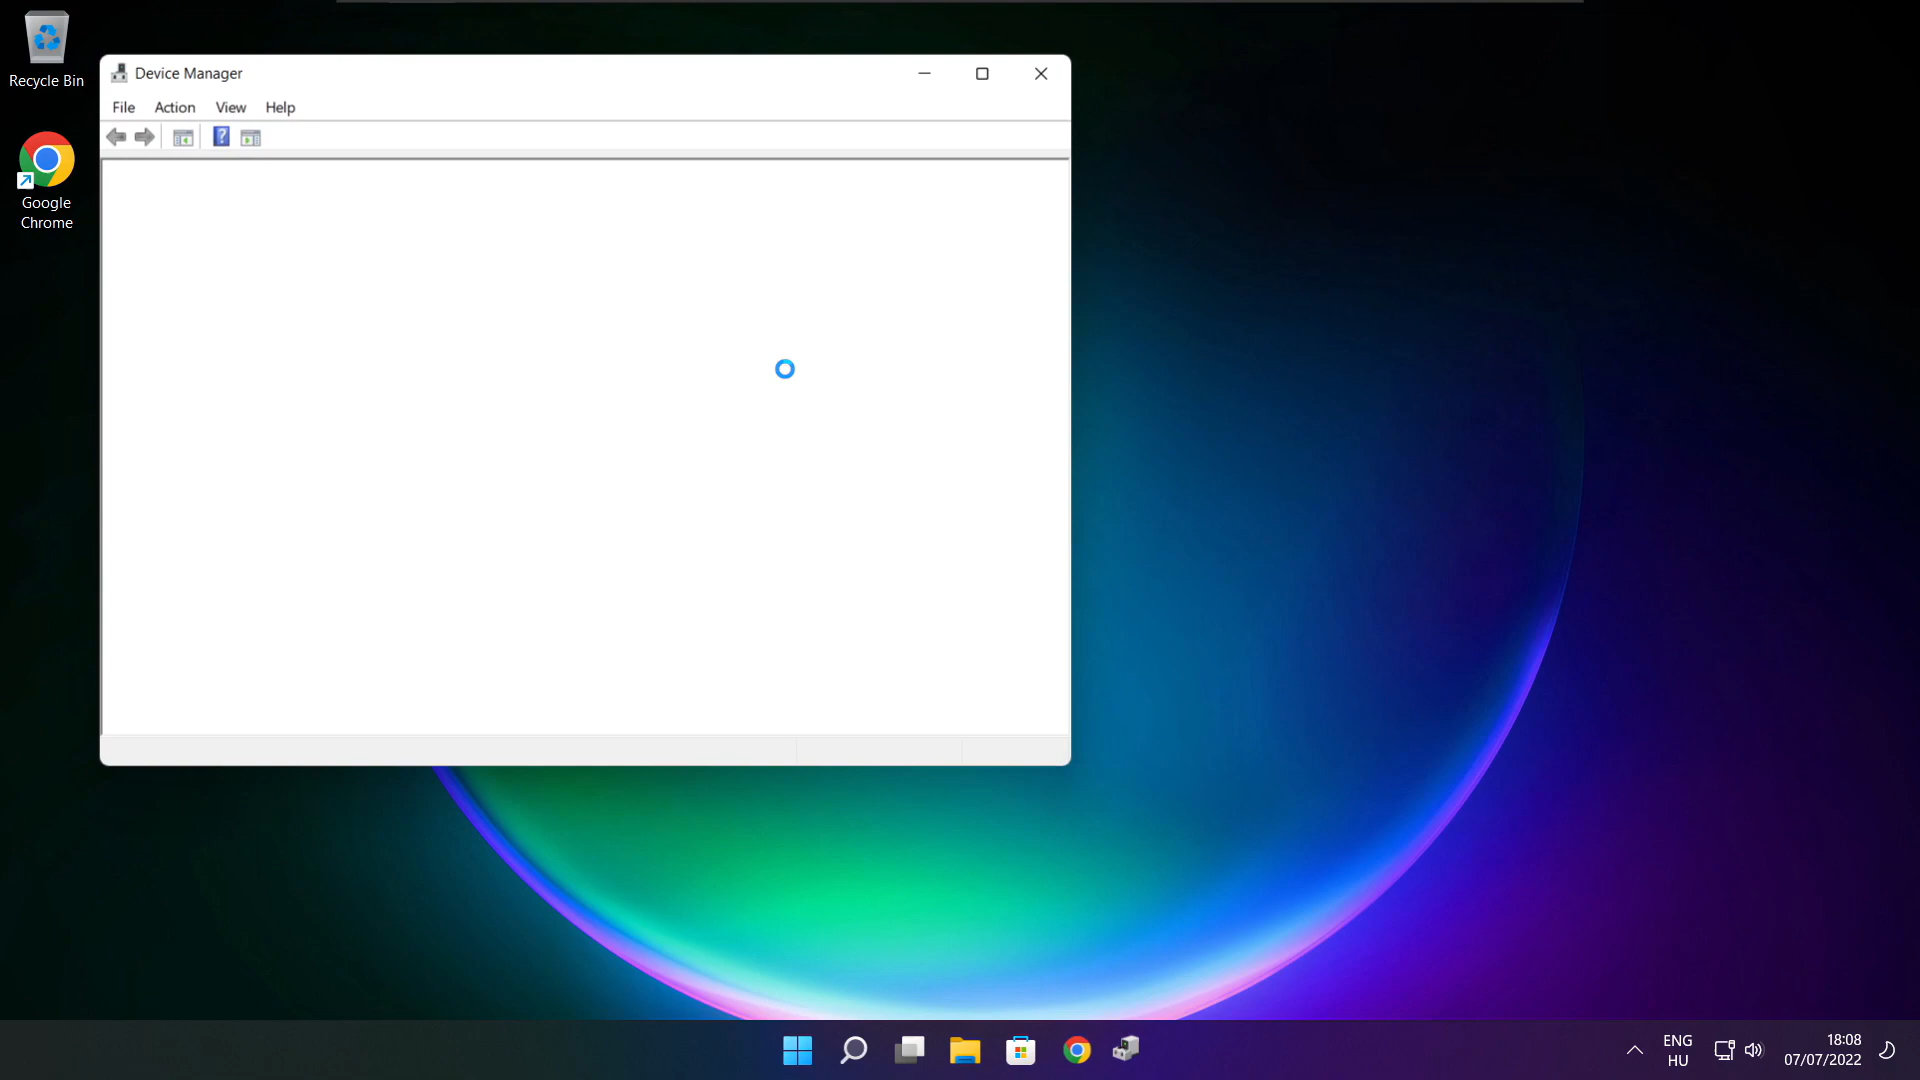 Recycle Bin
Google
Chrome
Device Manager
File Action View Help
?
ENG
HU
18:08
07/07/2022